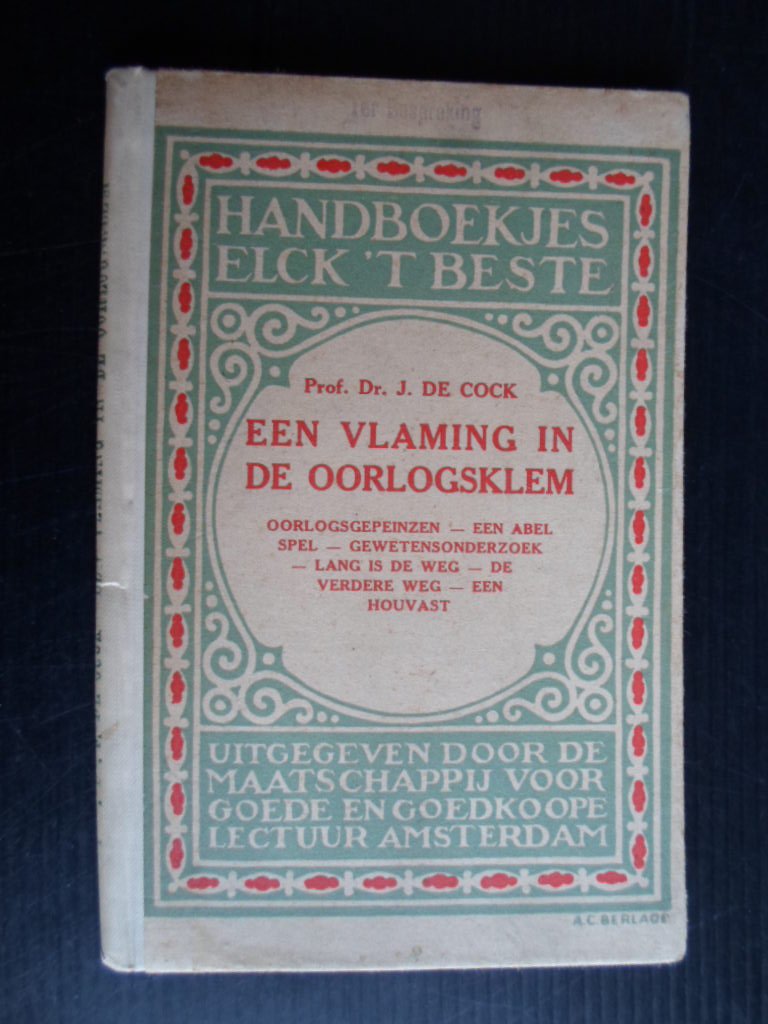 Ter Bespreking
HANDBOEKJES
ELCK 'T BESTE
Prof. Dr. J. DE COCK
EEN VLAMING IN
DE OORLOGSKLEM
OORLOGSGEPEINZEN — EEN ABEL
SPEL — GEWETENSONDERZOEK
— LANG IS DE WEG — DE
VERDERE WEG — EEN
HOUVAST
UITGEGEVEN DOOR DE
MAATSCHAPPIJ VOOR
GOEDE EN GOEDKOOPE
LECTUUR AMSTERDAM
A.C. BERLAGE